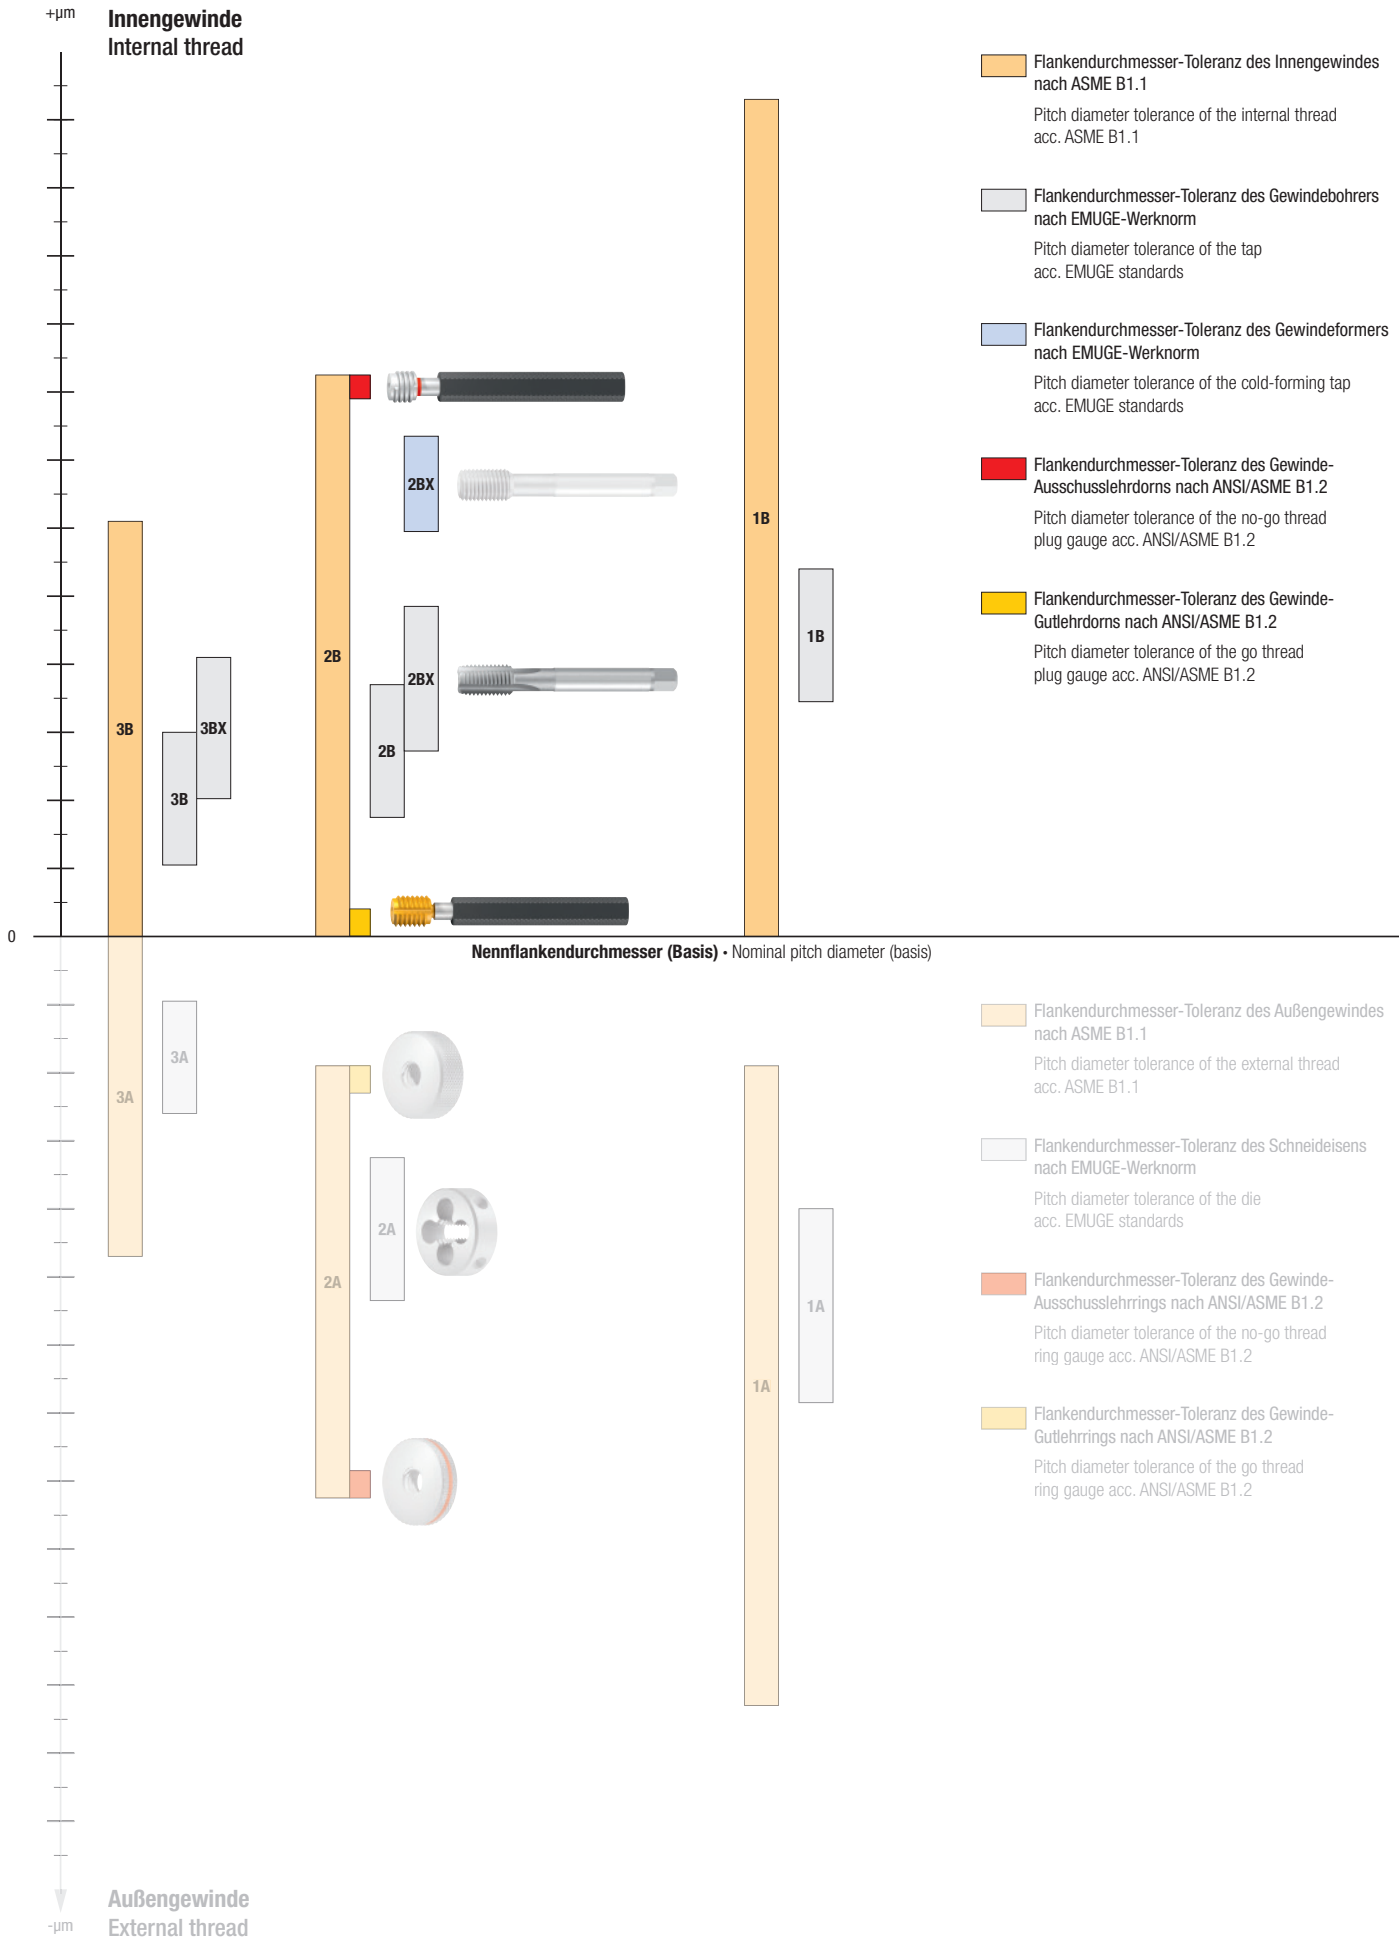 +µm
Innengewinde
Internal thread
Flankendurchmesser-Toleranz des Innengewindes
nach ASME B1.1
Pitch diameter tolerance of the internal thread
acc. ASME B1.1
Flankendurchmesser-Toleranz des Gewindebohrers
nach EMUGE-Werknorm
Pitch diameter tolerance of the tap
acc. EMUGE standards
Flankendurchmesser-Toleranz des Gewindeformers
nach EMUGE-Werknorm
Pitch diameter tolerance of the cold-forming tap
acc. EMUGE standards
Flankendurchmesser-Toleranz des Gewinde-
Ausschusslehrdorns nach ANSI/ASME B1.2
Pitch diameter tolerance of the no-go thread
plug gauge acc. ANSI/ASME B1.2
Flankendurchmesser-Toleranz des Gewinde-
Gutlehrdorns nach ANSI/ASME B1.2
Pitch diameter tolerance of the go thread
plug gauge acc. ANSI/ASME B1.2
2BX
1B
1B
2B
2BX
3B
3BX
2B
3B
0
Nennflankendurchmesser (Basis) • Nominal pitch diameter (basis)
3A
3A
2A
2A
1A
1A
Flankendurchmesser-Toleranz des Außengewindes
nach ASME B1.1
Pitch diameter tolerance of the external thread
acc. ASME B1.1
Flankendurchmesser-Toleranz des Schneideisens
nach EMUGE-Werknorm
Pitch diameter tolerance of the die
acc. EMUGE standards
Flankendurchmesser-Toleranz des Gewinde-
Ausschusslehrrings nach ANSI/ASME B1.2
Pitch diameter tolerance of the no-go thread
ring gauge acc. ANSI/ASME B1.2
Flankendurchmesser-Toleranz des Gewinde-
Gutlehrrings nach ANSI/ASME B1.2
Pitch diameter tolerance of the go thread
ring gauge acc. ANSI/ASME B1.2
Außengewinde
External thread
-µm